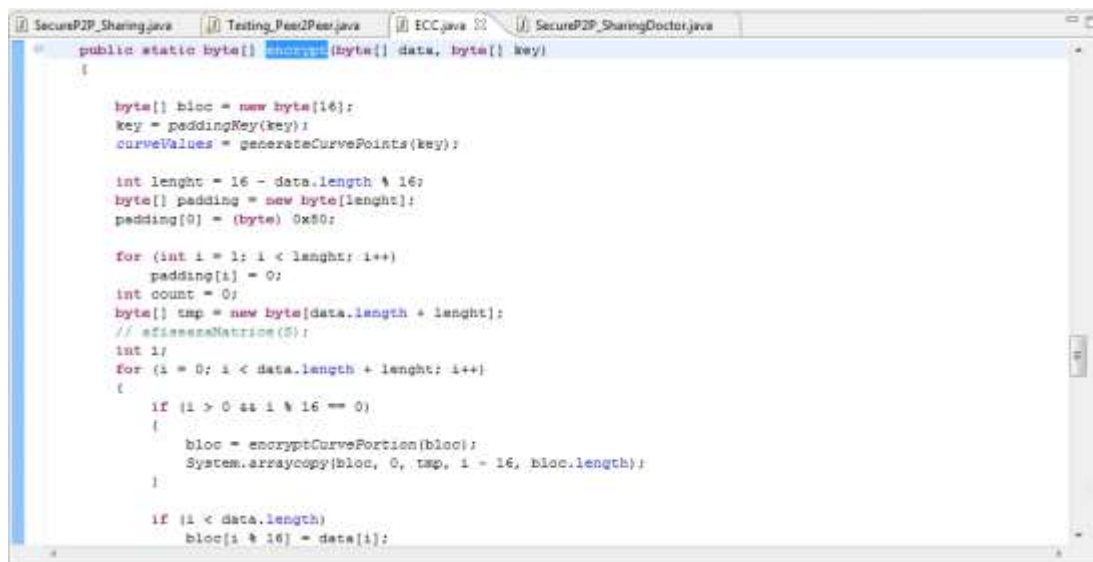 SecureP2P_Sharing.java Testing_Peer2Peer.java ECC.java SecureP2P_SharingDoctor.java
public static byte[] encrypt(byte[] data, byte[] key)
{
byte[] bloc = new byte[16];
key = paddingKey(key);
curveValues = generateCurvePoints(key);
int lenght = 16 - data.length % 16;
byte[] padding = new byte[lenght];
padding[0] = (byte) 0x80;
for (int i = 1; i < lenght; i++)
padding[i] = 0;
int count = 0;
byte[] tmp = new byte[data.length + lenght];
// afiseazaMatrice(S);
int i;
for (i = 0; i < data.length + lenght; i++)
{
if (i > 0 && i % 16 == 0)
{
bloc = encryptCurvePortion(bloc);
System.arraycopy(bloc, 0, tmp, i - 16, bloc.length);
}
if (i < data.length)
bloc[i % 16] = data[i];